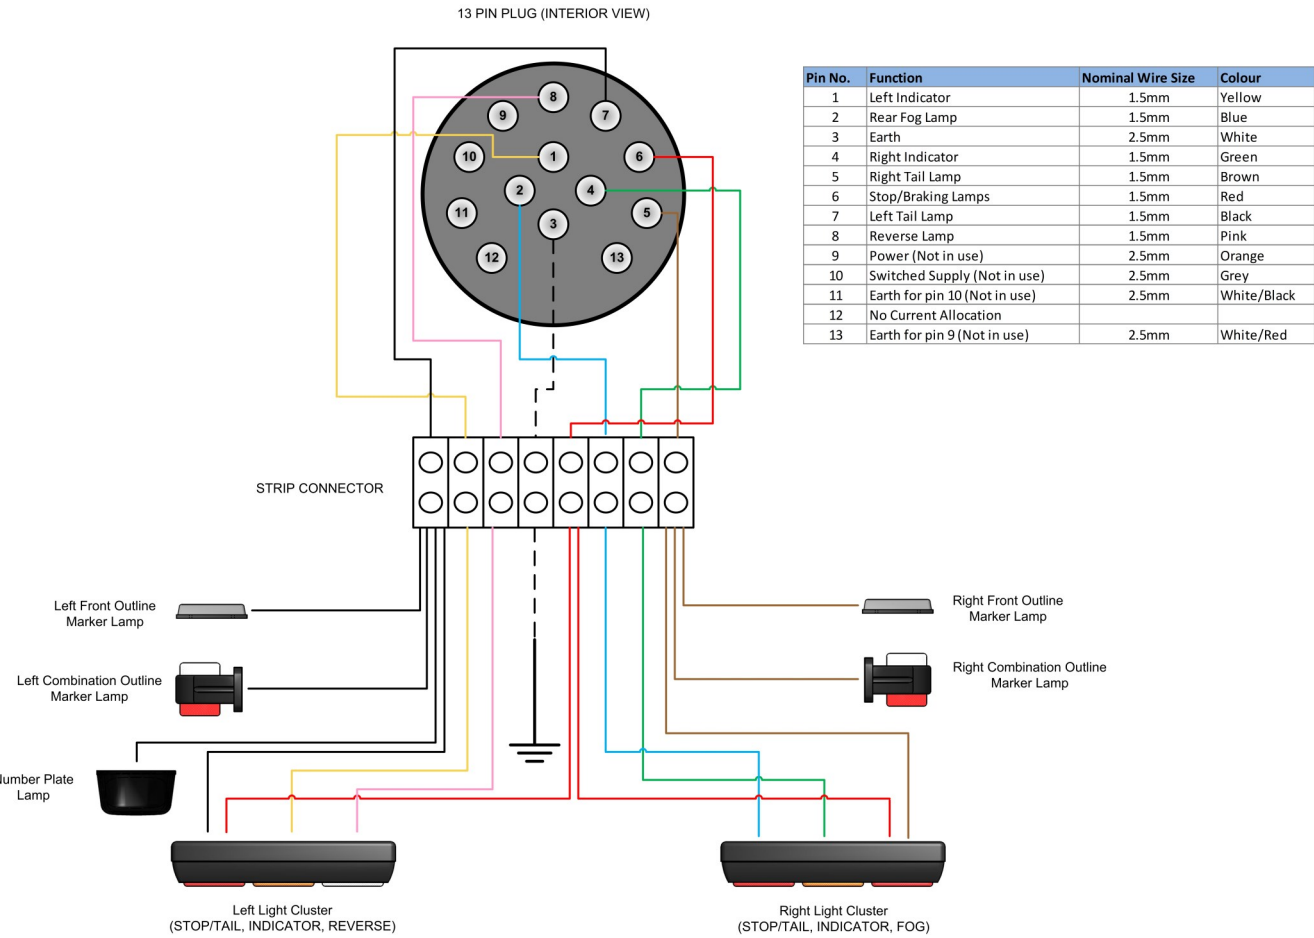 13 PIN PLUG (INTERIOR VIEW)
Pin No. Function Nominal Wire Size Colour
1 Left Indicator 1.5mm Yellow
2 Rear Fog Lamp 1.5mm Blue
3 Earth 2.5mm White
4 Right Indicator 1.5mm Green
5 Right Tail Lamp 1.5mm Brown
6 Stop/Braking Lamps 1.5mm Red
7 Left Tail Lamp 1.5mm Black
8 Reverse Lamp 1.5mm Pink
9 Power (Not in use) 2.5mm Orange
10 Switched Supply (Not in use) 2.5mm Grey
11 Earth for pin 10 (Not in use) 2.5mm White/Black
12 No Current Allocation
13 Earth for pin 9 (Not in use) 2.5mm White/Red
8
9
7
10
1
6
2
4
11
5
3
12
13
STRIP CONNECTOR
Left Front Outline
Marker Lamp
Right Front Outline
Marker Lamp
Left Combination Outline
Marker Lamp
Right Combination Outline
Marker Lamp
umber Plate
Lamp
Left Light Cluster
(STOP/TAIL, INDICATOR, REVERSE)
Right Light Cluster
(STOP/TAIL, INDICATOR, FOG)